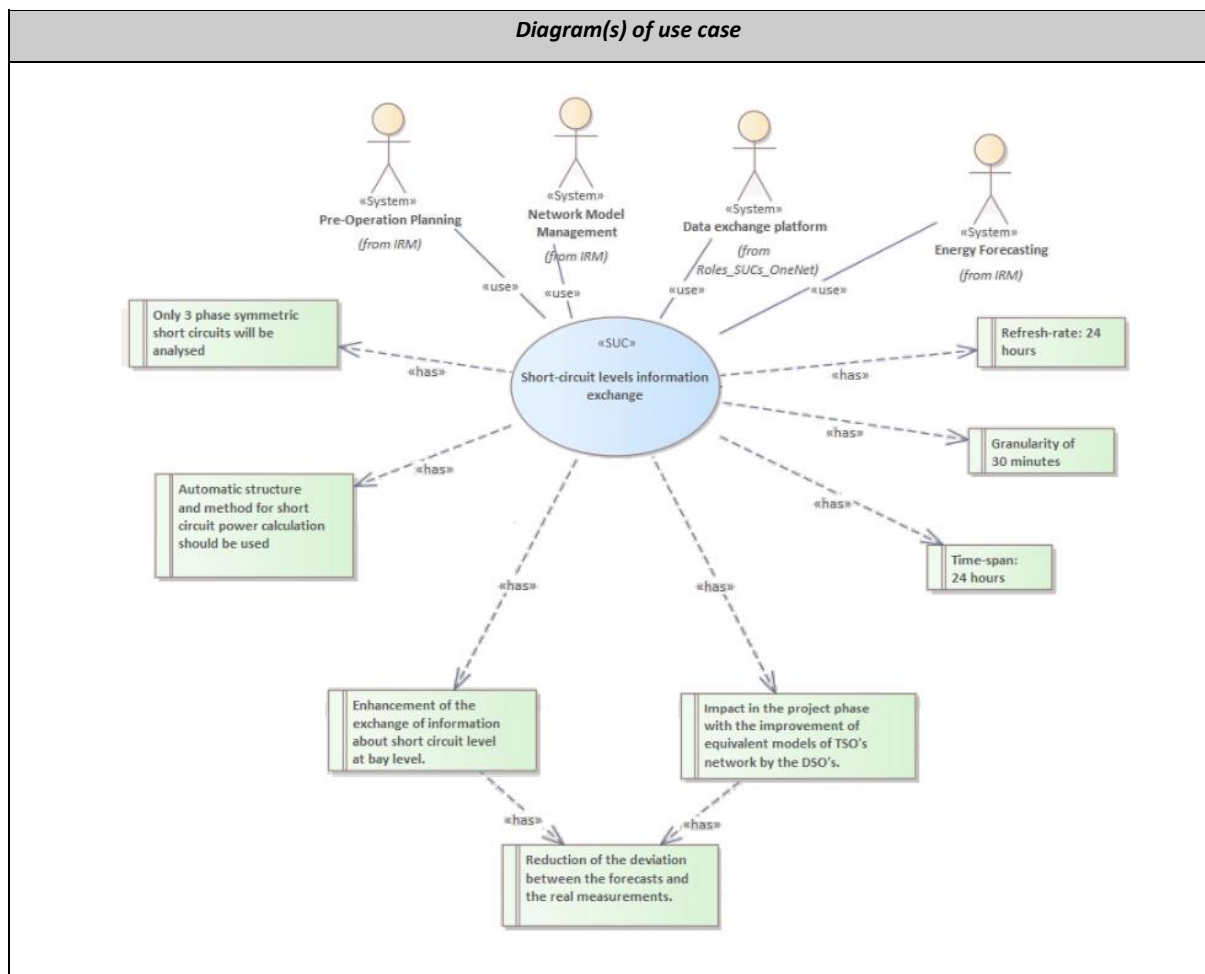 Diagram(s) of use case
«System»
Pre-Operation Planning
(from IRM)
«System»
Network Model
Management
(from IRM)
«System»
Data exchange platform
(from
Roles_SUCs_OneNet)
«System»
Energy Forecasting
(from IRM)
«use»
«use»
«use»
«use»
Only 3 phase symmetric
short circuits will be
analysed
«has»
«SUC»
Short-circuit levels information
exchange
Refresh-rate: 24
hours
«has»
Granularity of
30 minutes
«has»
Automatic structure
and method for short
circuit power calculation
should be used
«has»
«has»
Time-span:
24 hours
«has»
«has»
Enhancement of the
exchange of information
about short circuit level
at bay level.
Impact in the project phase
with the improvement of
equivalent models of TSO's
network by the DSO's.
«has»
«has»
Reduction of the deviation
between the forecasts and
the real measurements.